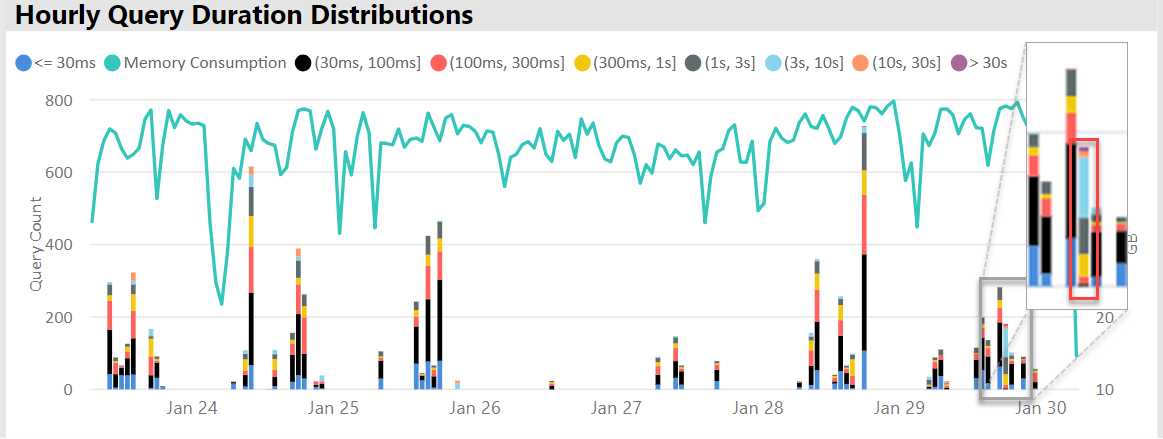 Hourly Query Duration Distributions
<= 30ms Memory Consumption (30ms, 100ms] (100ms, 300ms] (300ms, 1s] (1s, 3s] (3s, 10s] (10s, 30s] > 30s
800
600
400
200
0
Query Count
GB
20
10
Jan 24 Jan 25 Jan 26 Jan 27 Jan 28 Jan 29 Jan 30